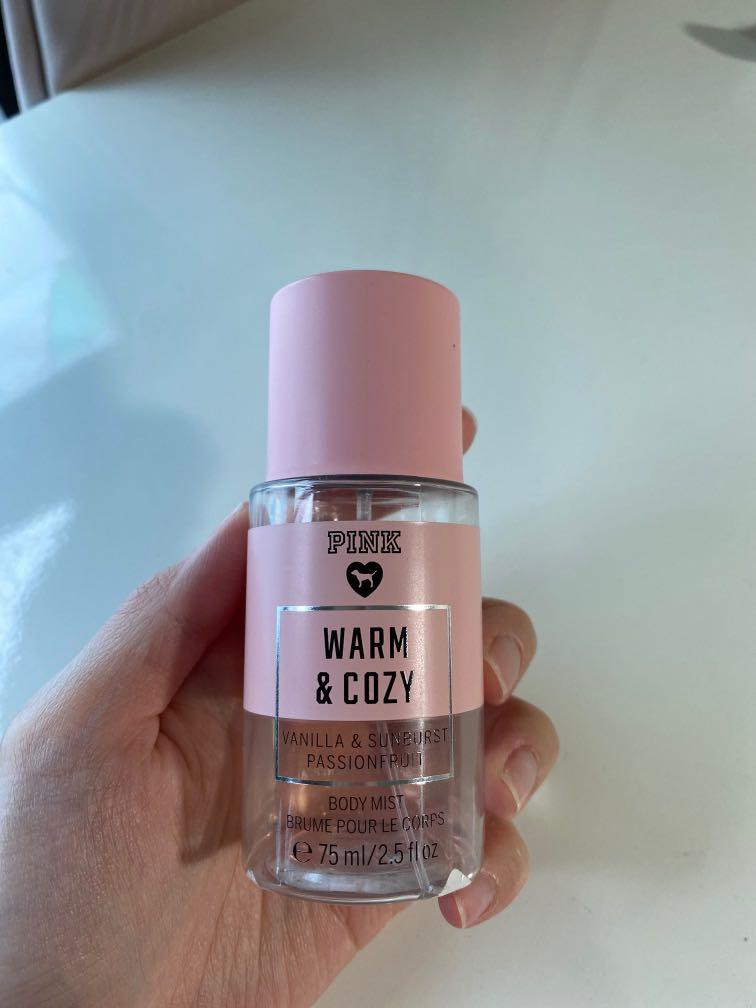 PINK
WARM
& COZY
VANILLA & SUNBURST
PASSIONFRUIT
BODY MIST
BRUME POUR LE CORPS
℮ 75 ml/2.5 fl oz